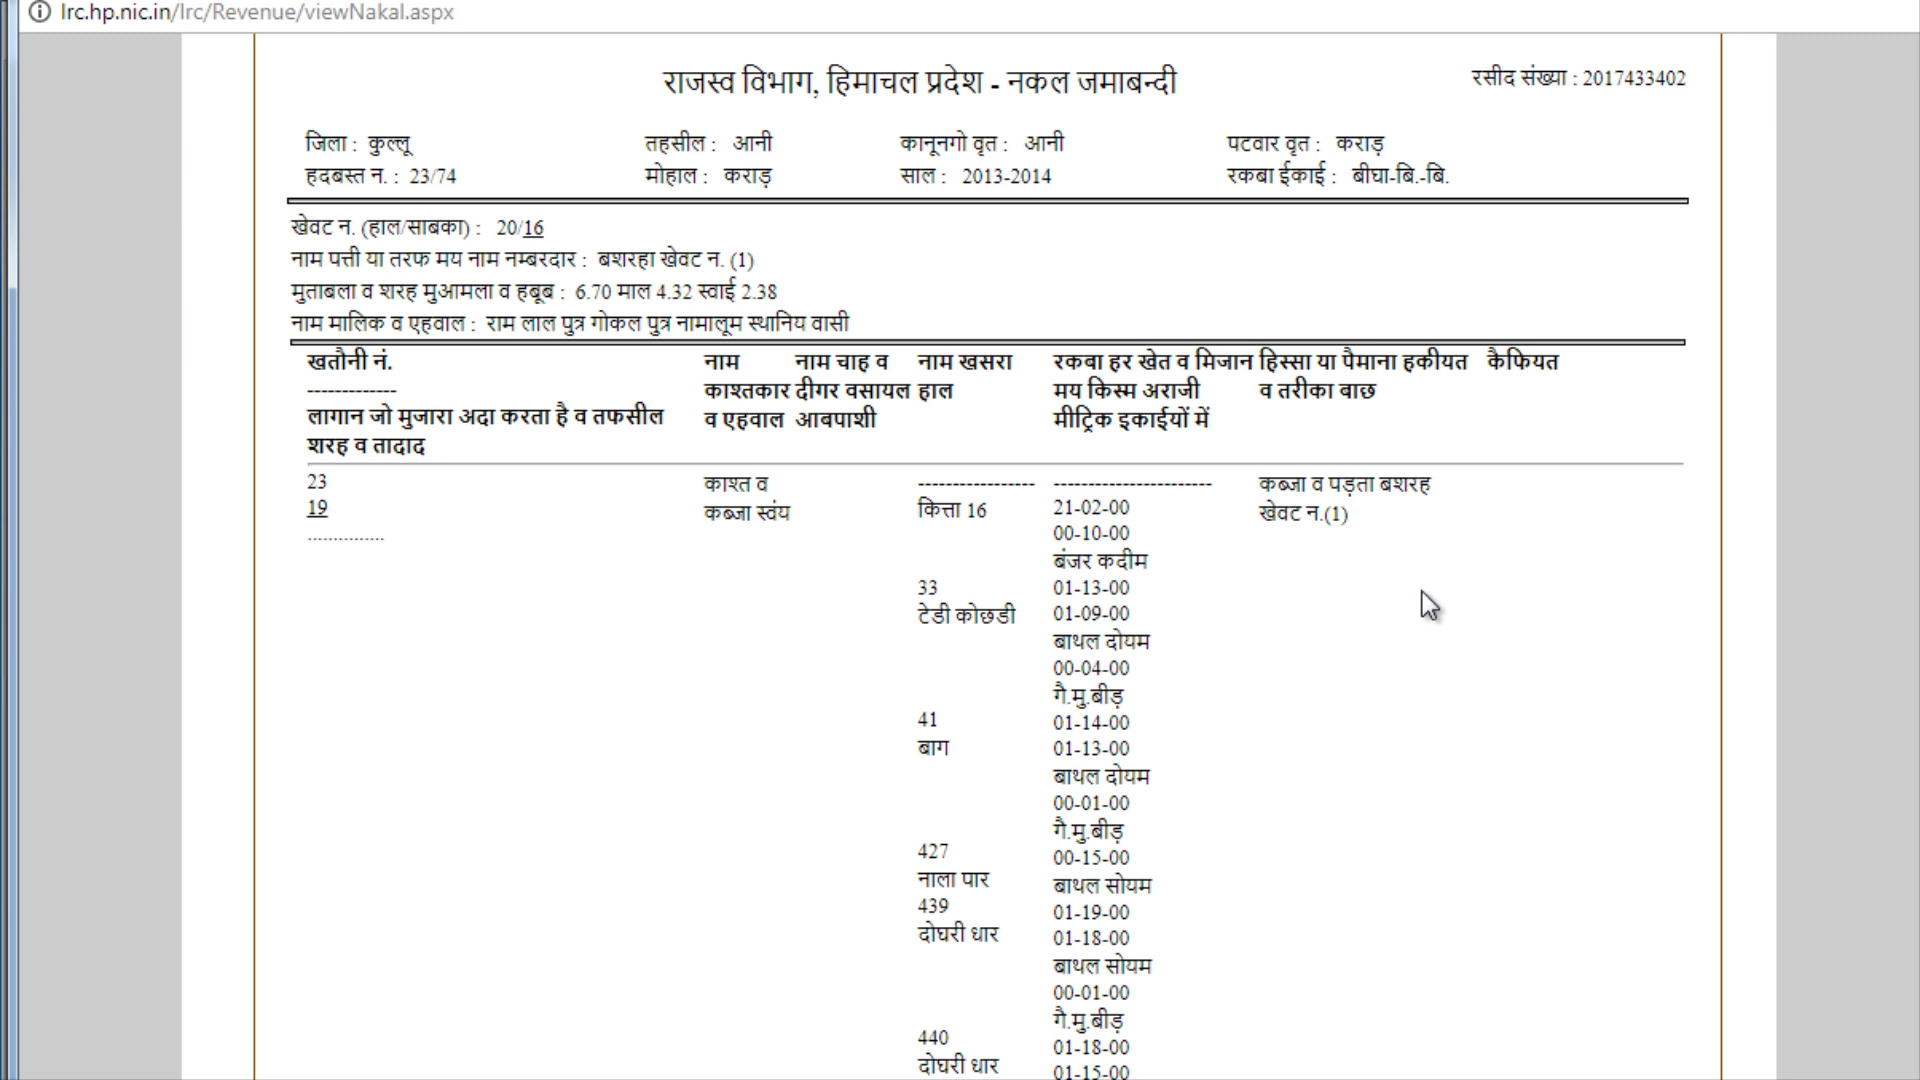 lrc.hp.nic.in/lrc/Revenue/viewNakal.aspx
राजस्व विभाग, हिमाचल प्रदेश - नकल जमाबन्दी
रसीद संख्या : 2017433402
जिला : कुल्लू तहसील : आनी कानूनगो वृत : आनी पटवार वृत : कराड़
हदबस्त न. : 23/74 मोहाल : कराड़ साल : 2013-2014 रकबा ईकाई : बीघा-बि.-बि.
खेवट न. (हाल/साबका) : 20/16
नाम पत्ती या तरफ मय नाम नम्बरदार : बशरहा खेवट न. (1)
मुताबला व शरह मुआमला व हबूब : 6.70 माल 4.32 स्वाई 2.38
नाम मालिक व एहवाल : राम लाल पुत्र गोकल पुत्र नामालूम स्थानिय वासी
खतौनी नं. नाम नाम चाह व नाम खसरा रकबा हर खेत व मिजान हिस्सा या पैमाना हकीयत कैफियत
------------- काश्तकार दीगर वसायल हाल मय किस्म अराजी व तरीका बाछ
लागान जो मुजारा अदा करता है व तफसील व एहवाल आबपाशी मीट्रिक इकाईयों में
शरह व तादाद
23 काश्त व ----------------- ----------------------- कब्जा व पड़ता बशरह
19 कब्जा स्वंय कित्ता 16 21-02-00 खेवट न.(1)
............... 00-10-00
बंजर कदीम
33 01-13-00
टेडी कोछडी 01-09-00
बाथल दोयम
00-04-00
गै.मु.बीड़
41 01-14-00
बाग 01-13-00
बाथल दोयम
00-01-00
गै.मु.बीड़
427 00-15-00
नाला पार बाथल सोयम
439 01-19-00
दोघरी धार 01-18-00
बाथल सोयम
00-01-00
गै.मु.बीड़
440 01-18-00
दोघरी धार 01-15-00